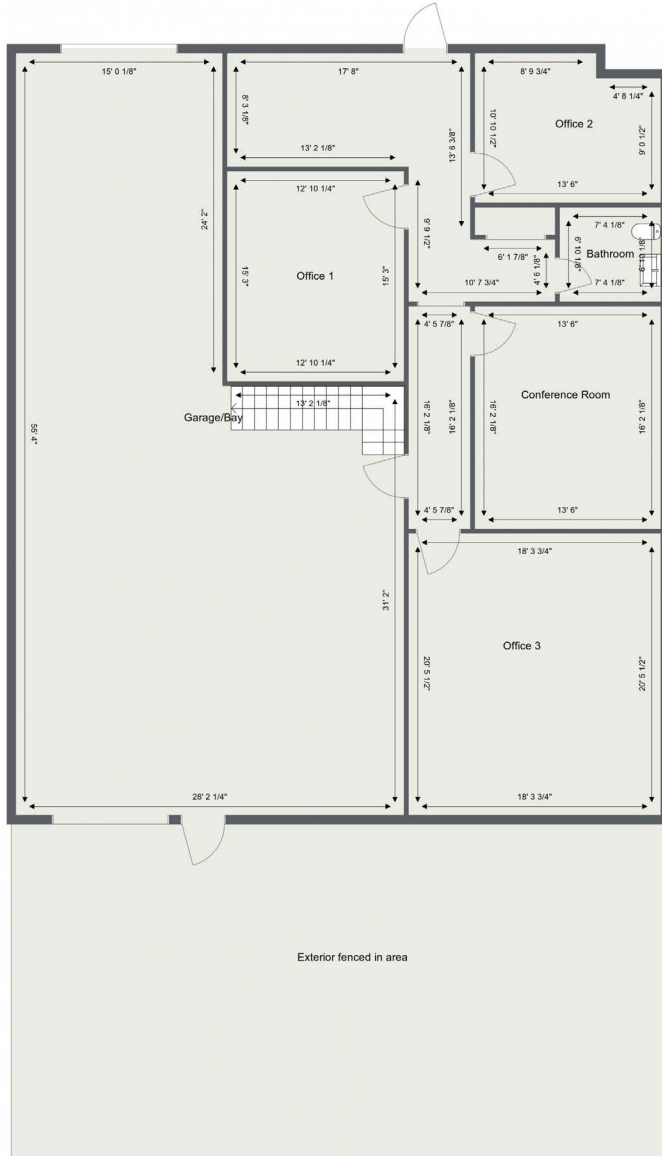 15' 0 1/8"
17' 8"
8' 9 3/4"
4' 8 1/4"
8' 3 1/8"
10' 10 1/2"
Office 2
13' 6 3/8"
9' 0 1/2"
13' 2 1/8"
12' 10 1/4"
13' 6"
24' 2"
9' 9 1/2"
7' 4 1/8"
6' 10 1/8"
Bathroom
6' 10 1/8"
6' 1 7/8"
4' 6 1/8"
15' 3"
Office 1
15' 3"
10' 7 3/4"
7' 4 1/8"
4' 5 7/8"
13' 6"
12' 10 1/4"
Conference Room
13' 2 1/8"
Garage/Bay
16' 2 1/8"
16' 2 1/8"
16' 2 1/8"
16' 2 1/8"
55' 4"
4' 5 7/8"
13' 6"
18' 3 3/4"
31' 2"
Office 3
20' 5 1/2"
20' 5 1/2"
28' 2 1/4"
18' 3 3/4"
Exterior fenced in area